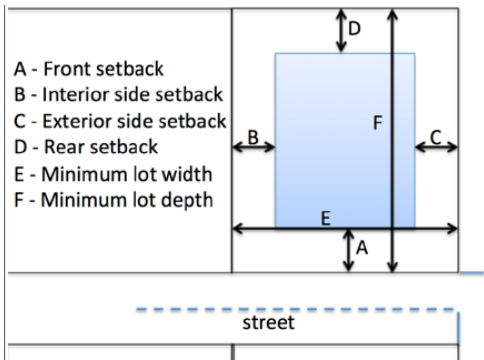 A - Front setback
B - Interior side setback
C - Exterior side setback
D - Rear setback
E - Minimum lot width
F - Minimum lot depth
D
F
B
C
E
A
street